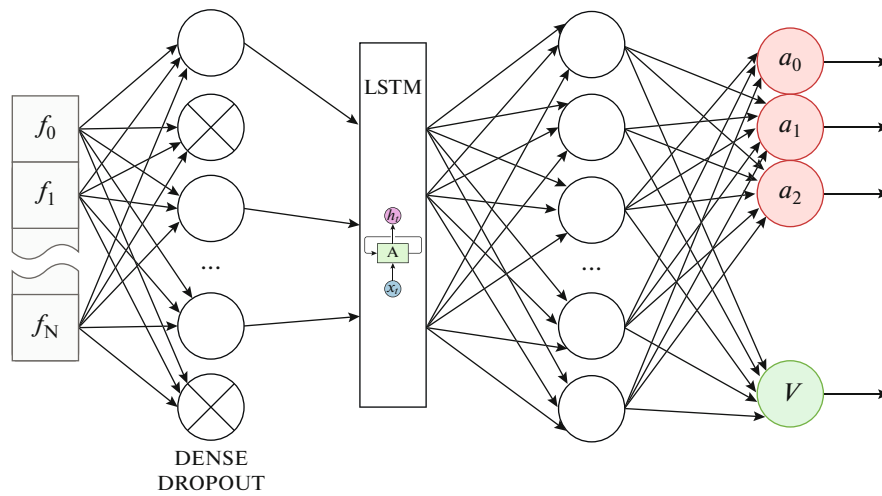 f0
f1
fN
...
DENSE
DROPOUT
LSTM
ht
A
xt
...
a0
a1
a2
V